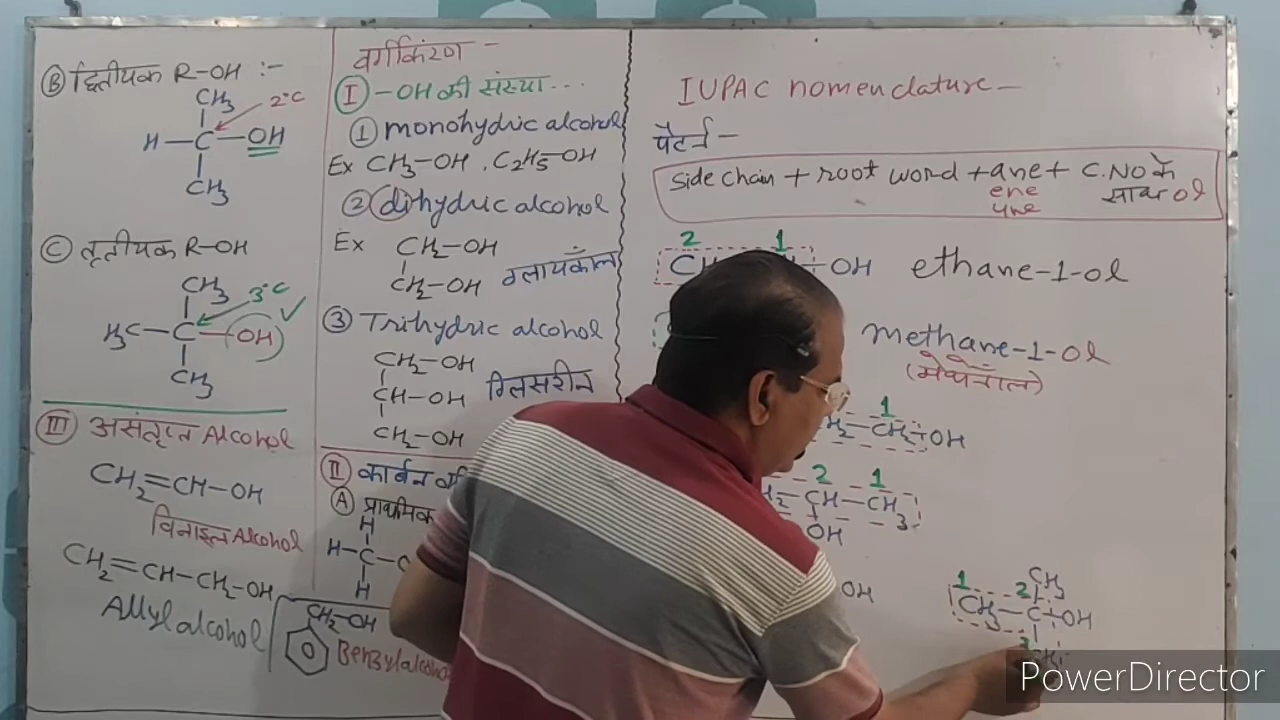 Ⓑ द्वितीयक R-OH :-
CH3
2°C
H-C-OH
CH3
Ⓒ तृतीयक R-OH
CH3
3°C ✓
H3C-C-OH
CH3
III असंतृप्त Alcohol
CH2=CH-OH
विनाइल Alcohol
CH2=CH-CH2-OH
Allyl alcohol
CH2-OH
Benzyl alcohol
वर्गीकरण -
I -OH की संख्या...
① monohydric alcohol
Ex CH3-OH, C2H5-OH
② dihydric alcohol
Ex CH2-OH
CH2-OH ग्लायकॉल
③ Trihydric alcohol
CH2-OH
CH-OH ग्लिसरीन
CH2-OH
II कार्बन
Ⓐ प्राथमिक
H
H-C-
H
IUPAC nomenclature-
पैटर्न -
Side chain + root word + ane + C.No के
ene साथ ol
yne
2 1
-OH ethane-1-ol
methane-1-ol
(मेथेनॉल)
1
CH2-OH
2 1
CH-CH3
OH
OH
CH3
1 2
CH3-C-OH
3
PowerDirector